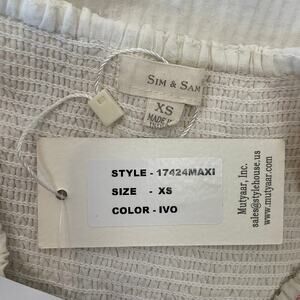 SIM & SAM
XS
MADE IN
STYLE - 17424MAXI
SIZE - XS
COLOR - IVO
Mutyaar, Inc.
sales@stylehouse.us
www.mutyaar.com